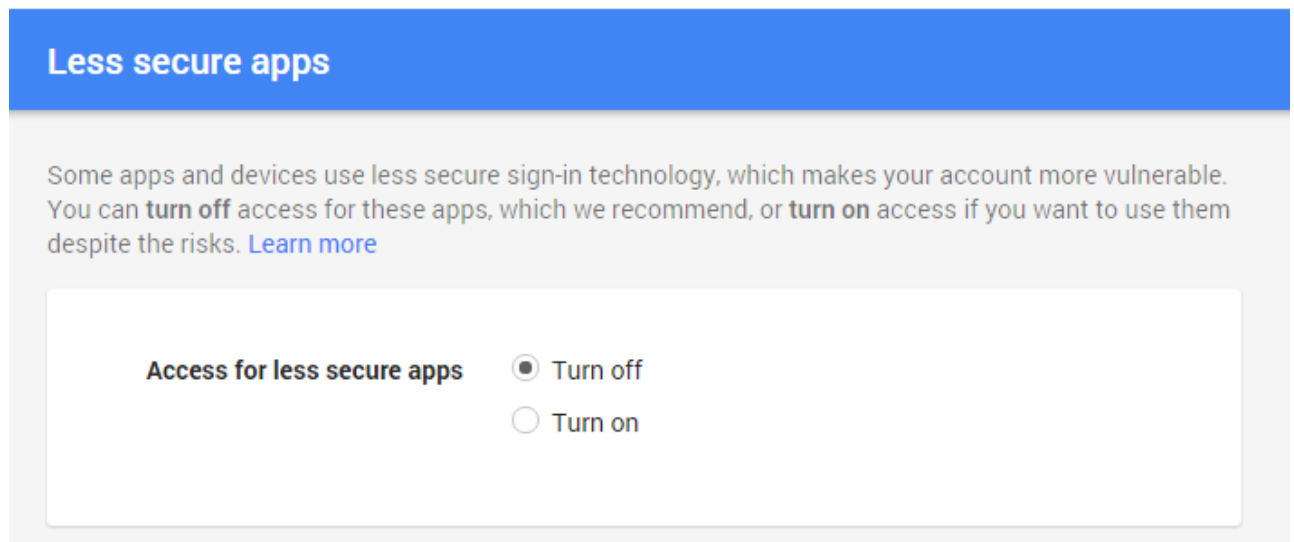 Less secure apps
Some apps and devices use less secure sign-in technology, which makes your account more vulnerable.
You can turn off access for these apps, which we recommend, or turn on access if you want to use them
despite the risks. Learn more
Access for less secure apps Turn off
Turn on